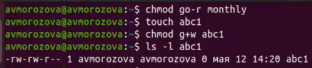 avmorozova@avmorozova:~$ chmod go-r monthly
avmorozova@avmorozova:~$ touch abc1
avmorozova@avmorozova:~$ chmod g+w abc1
avmorozova@avmorozova:~$ ls -l abc1
-rw-rw-r-- 1 avmorozova avmorozova 0 мая 12 14:20 abc1